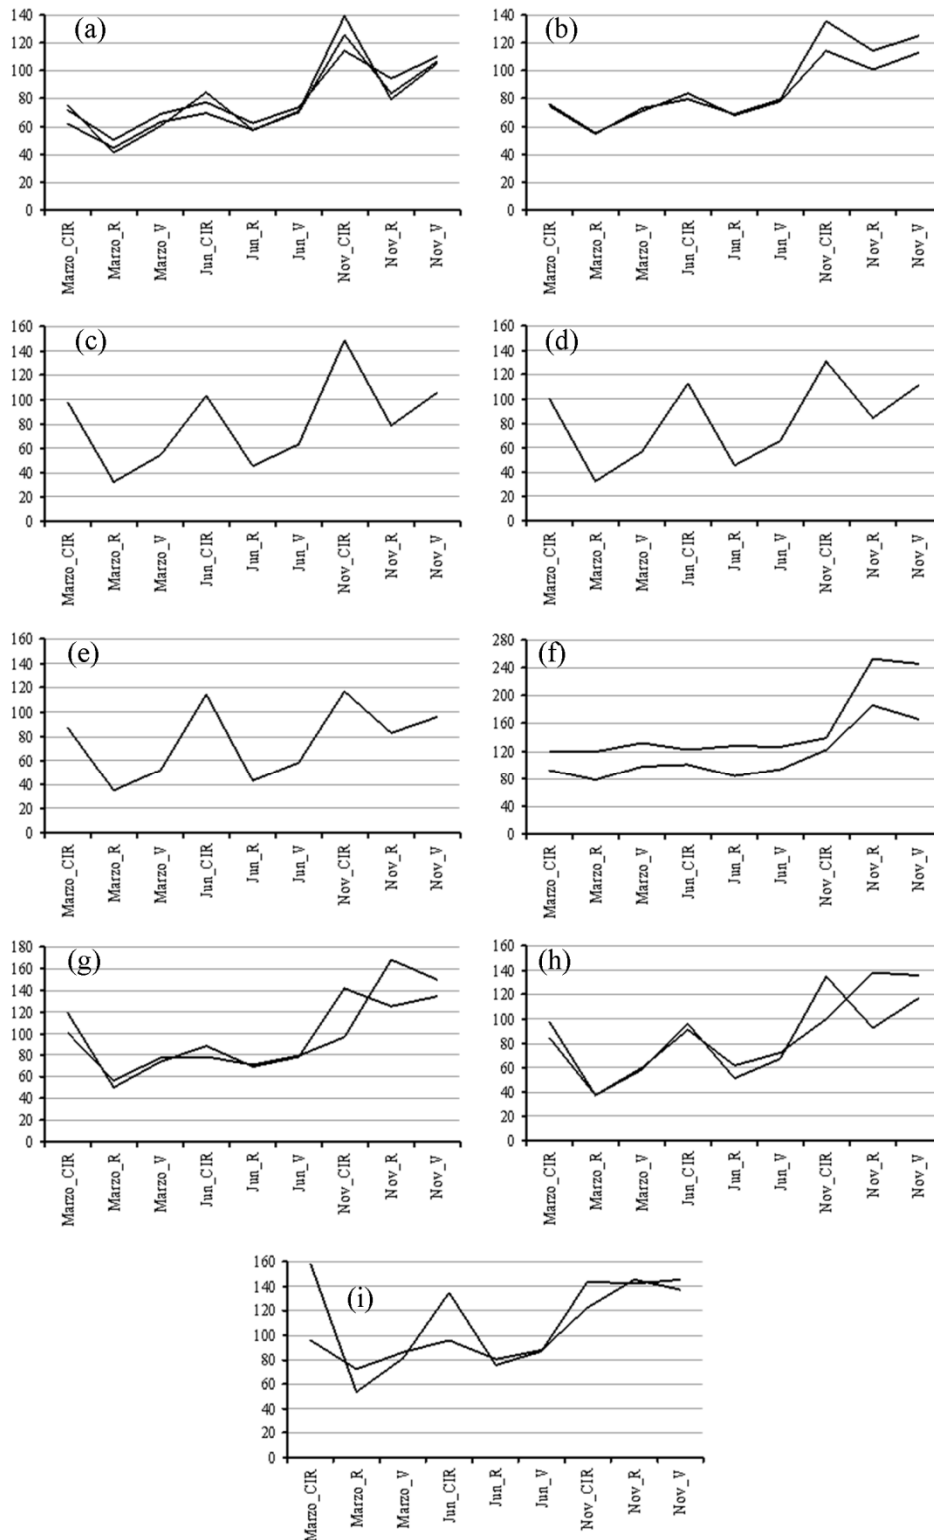 (a)
140
120
100
80
60
40
20
0
Marzo_CIR
Marzo_R
Marzo_V
Jun_CIR
Jun_R
Jun_V
Nov_CIR
Nov_R
Nov_V
(b)
140
120
100
80
60
40
20
0
Marzo_CIR
Marzo_R
Marzo_V
Jun_CIR
Jun_R
Jun_V
Nov_CIR
Nov_R
Nov_V
(c)
160
140
120
100
80
60
40
20
0
Marzo_CIR
Marzo_R
Marzo_V
Jun_CIR
Jun_R
Jun_V
Nov_CIR
Nov_R
Nov_V
(d)
160
140
120
100
80
60
40
20
0
Marzo_CIR
Marzo_R
Marzo_V
Jun_CIR
Jun_R
Jun_V
Nov_CIR
Nov_R
Nov_V
(e)
160
140
120
100
80
60
40
20
0
Marzo_CIR
Marzo_R
Marzo_V
Jun_CIR
Jun_R
Jun_V
Nov_CIR
Nov_R
Nov_V
(f)
280
240
200
160
120
80
40
0
Marzo_CIR
Marzo_R
Marzo_V
Jun_CIR
Jun_R
Jun_V
Nov_CIR
Nov_R
Nov_V
(g)
180
160
140
120
100
80
60
40
20
0
Marzo_CIR
Marzo_R
Marzo_V
Jun_CIR
Jun_R
Jun_V
Nov_CIR
Nov_R
Nov_V
(h)
160
140
120
100
80
60
40
20
0
Marzo_CIR
Marzo_R
Marzo_V
Jun_CIR
Jun_R
Jun_V
Nov_CIR
Nov_R
Nov_V
(i)
160
140
120
100
80
60
40
20
0
Marzo_CIR
Marzo_R
Marzo_V
Jun_CIR
Jun_R
Jun_V
Nov_CIR
Nov_R
Nov_V